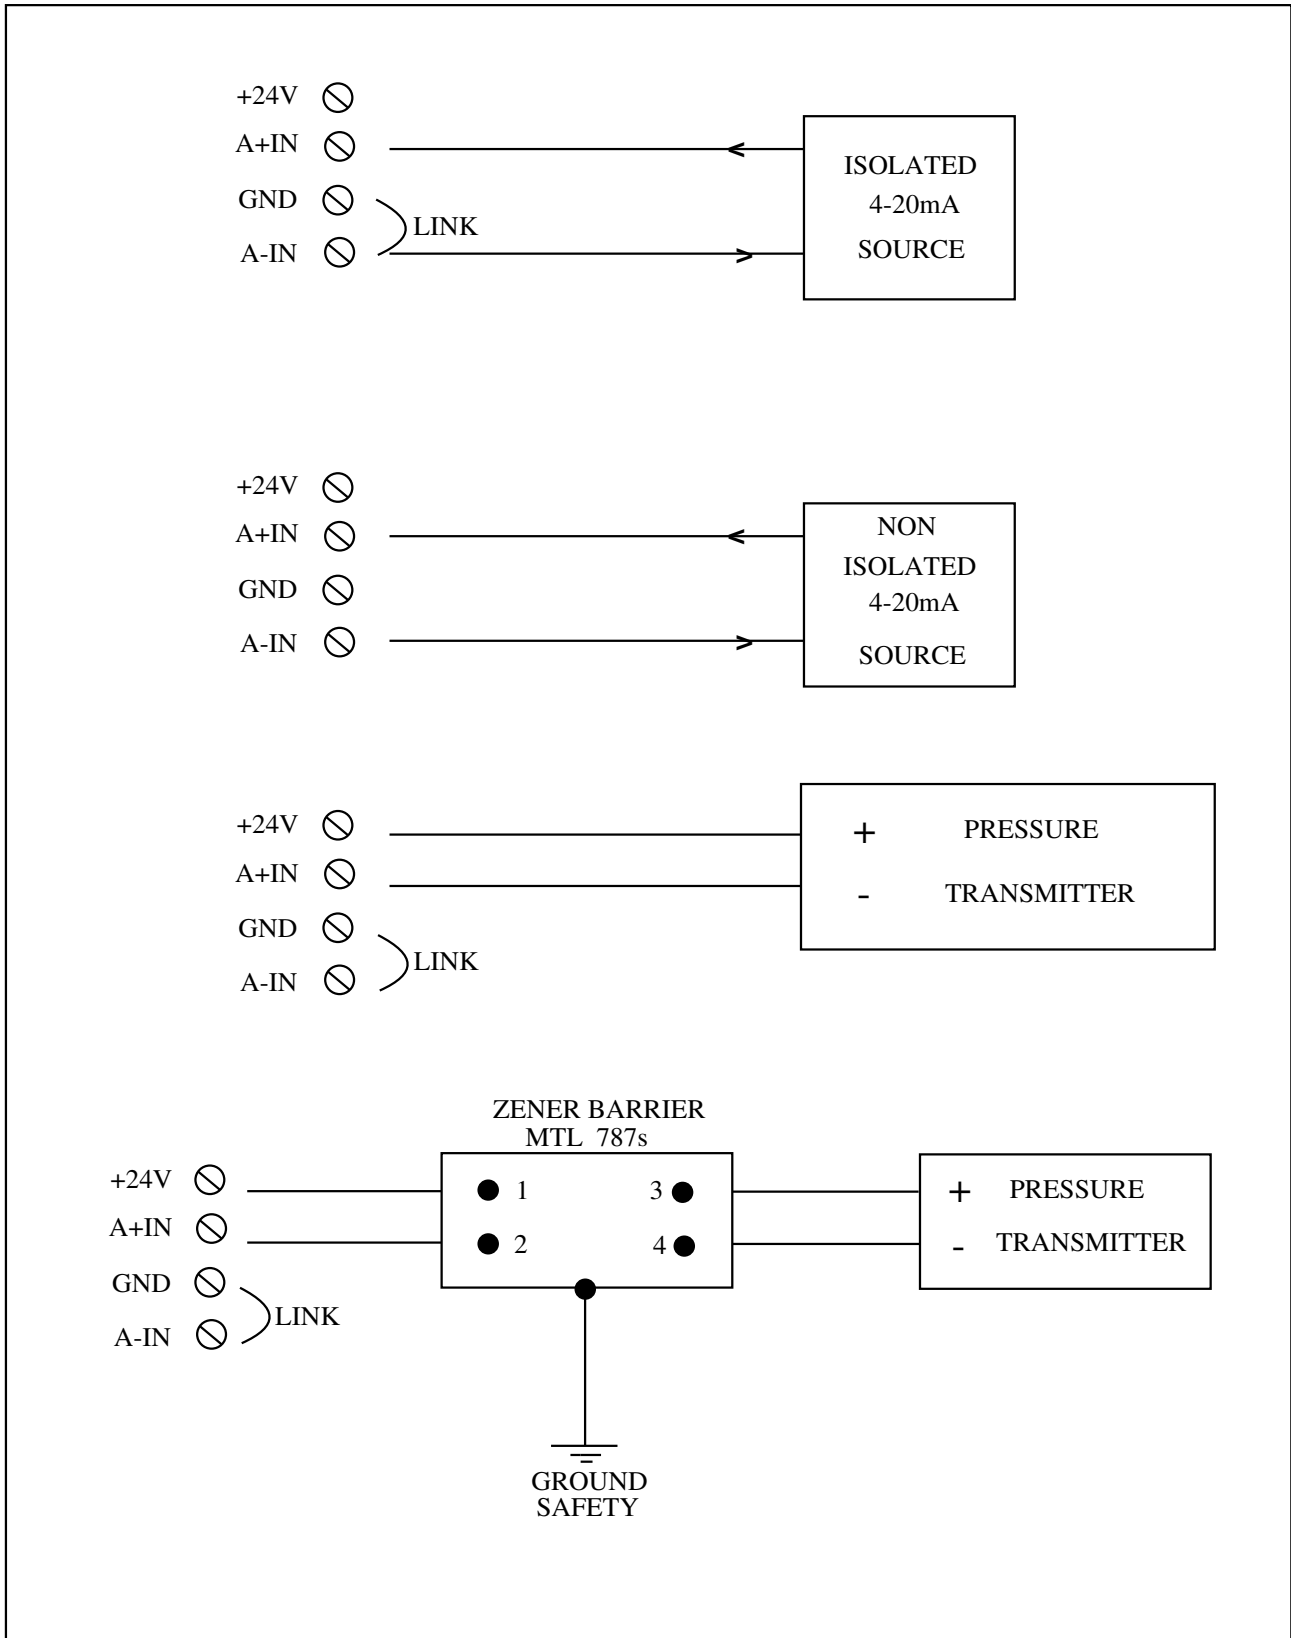 +24V
A+IN
GND
A-IN
LINK
ISOLATED
4-20mA
SOURCE
+24V
A+IN
GND
A-IN
NON
ISOLATED
4-20mA
SOURCE
+24V
A+IN
GND
A-IN
LINK
+ PRESSURE
- TRANSMITTER
ZENER BARRIER
MTL 787s
+24V
A+IN
GND
A-IN
LINK
1 3
2 4
+ PRESSURE
- TRANSMITTER
GROUND
SAFETY